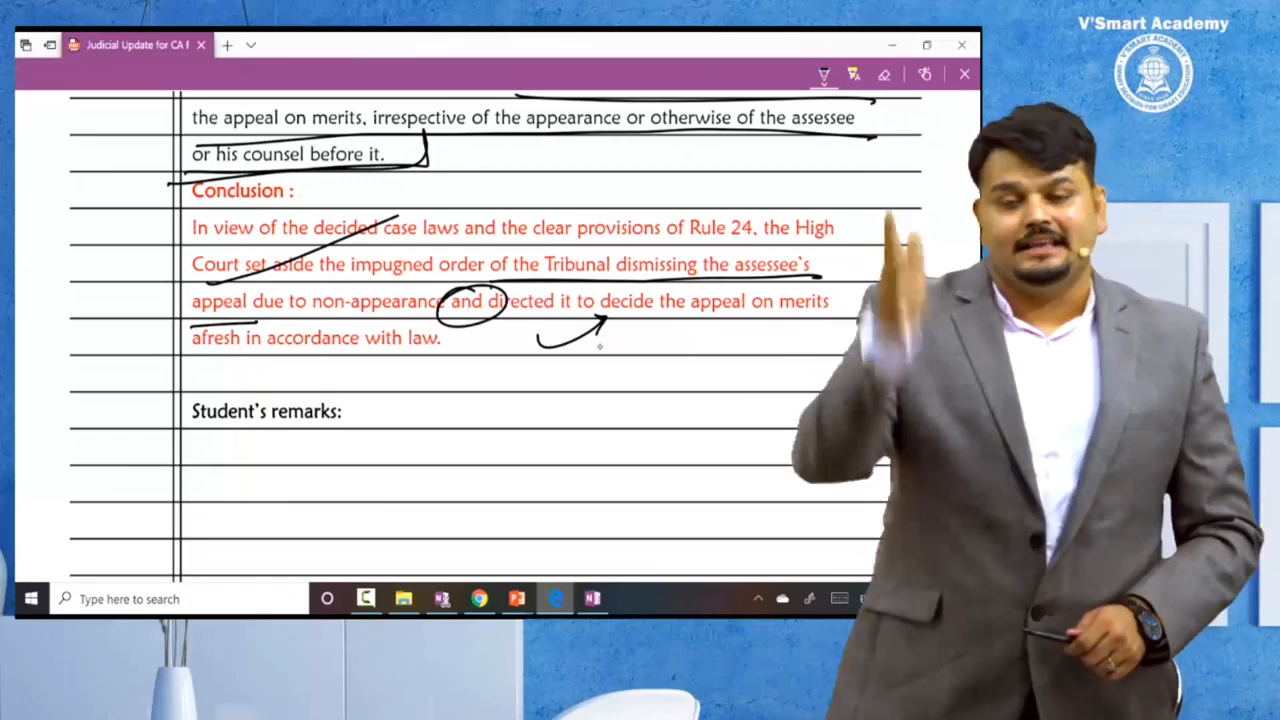 V'Smart Academy
Judicial Update for CA F
the appeal on merits, irrespective of the appearance or otherwise of the assessee
or his counsel before it.
Conclusion :
In view of the decided case laws and the clear provisions of Rule 24, the High
Court set aside the impugned order of the Tribunal dismissing the assessee's
appeal due to non-appearance and directed it to decide the appeal on merits
afresh in accordance with law.
Student's remarks:
Type here to search